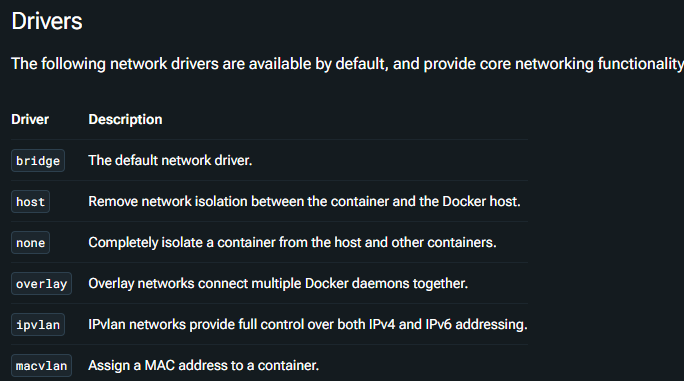 Drivers
The following network drivers are available by default, and provide core networking functionality
Driver Description
bridge The default network driver.
host Remove network isolation between the container and the Docker host.
none Completely isolate a container from the host and other containers.
overlay Overlay networks connect multiple Docker daemons together.
ipvlan IPvlan networks provide full control over both IPv4 and IPv6 addressing.
macvlan Assign a MAC address to a container.